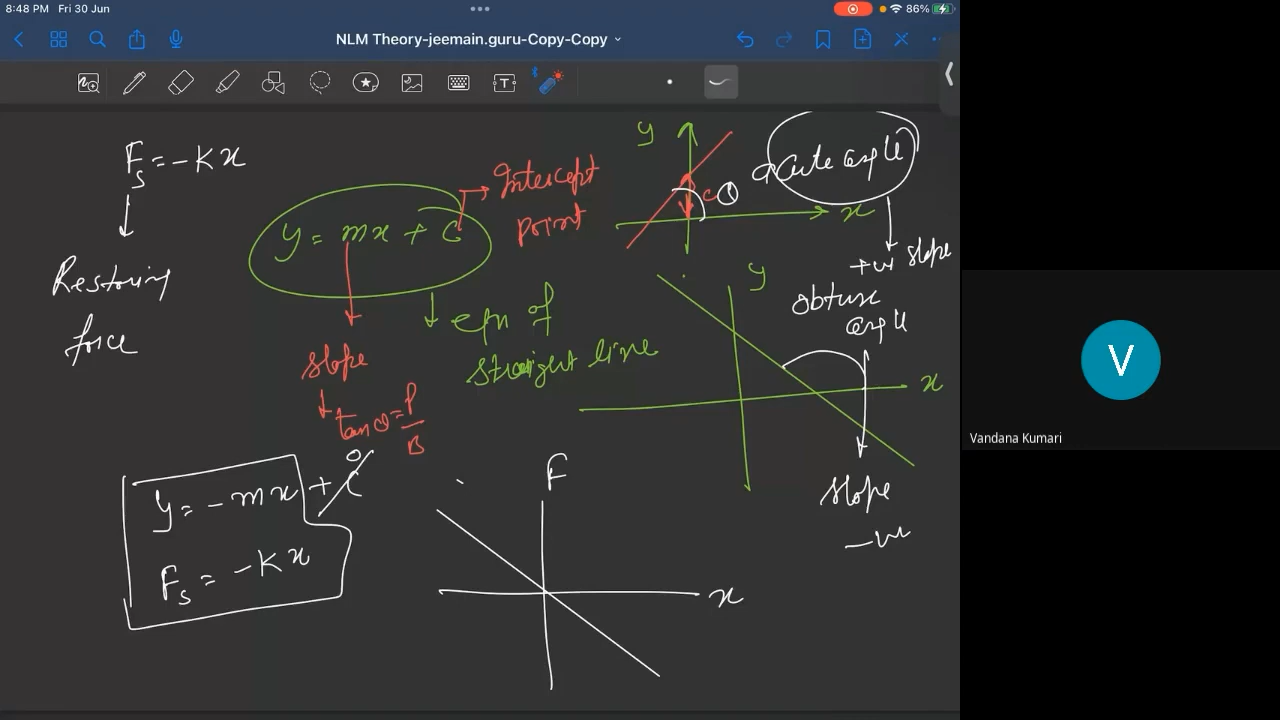 8:48 PM Fri 30 Jun
86%
NLM Theory-jeemain.guru-Copy-Copy
T
Fs = -Kx
Restoring
force
y = mx + C
Intercept
point
slope
tanθ = P/B
eqn of
straight line
y
C
θ
x
Acute angle
+ve slope
y
obtuse
angle
x
slope
-ve
y = -mx + C
0
Fs = -Kx
F
x
V
Vandana Kumari